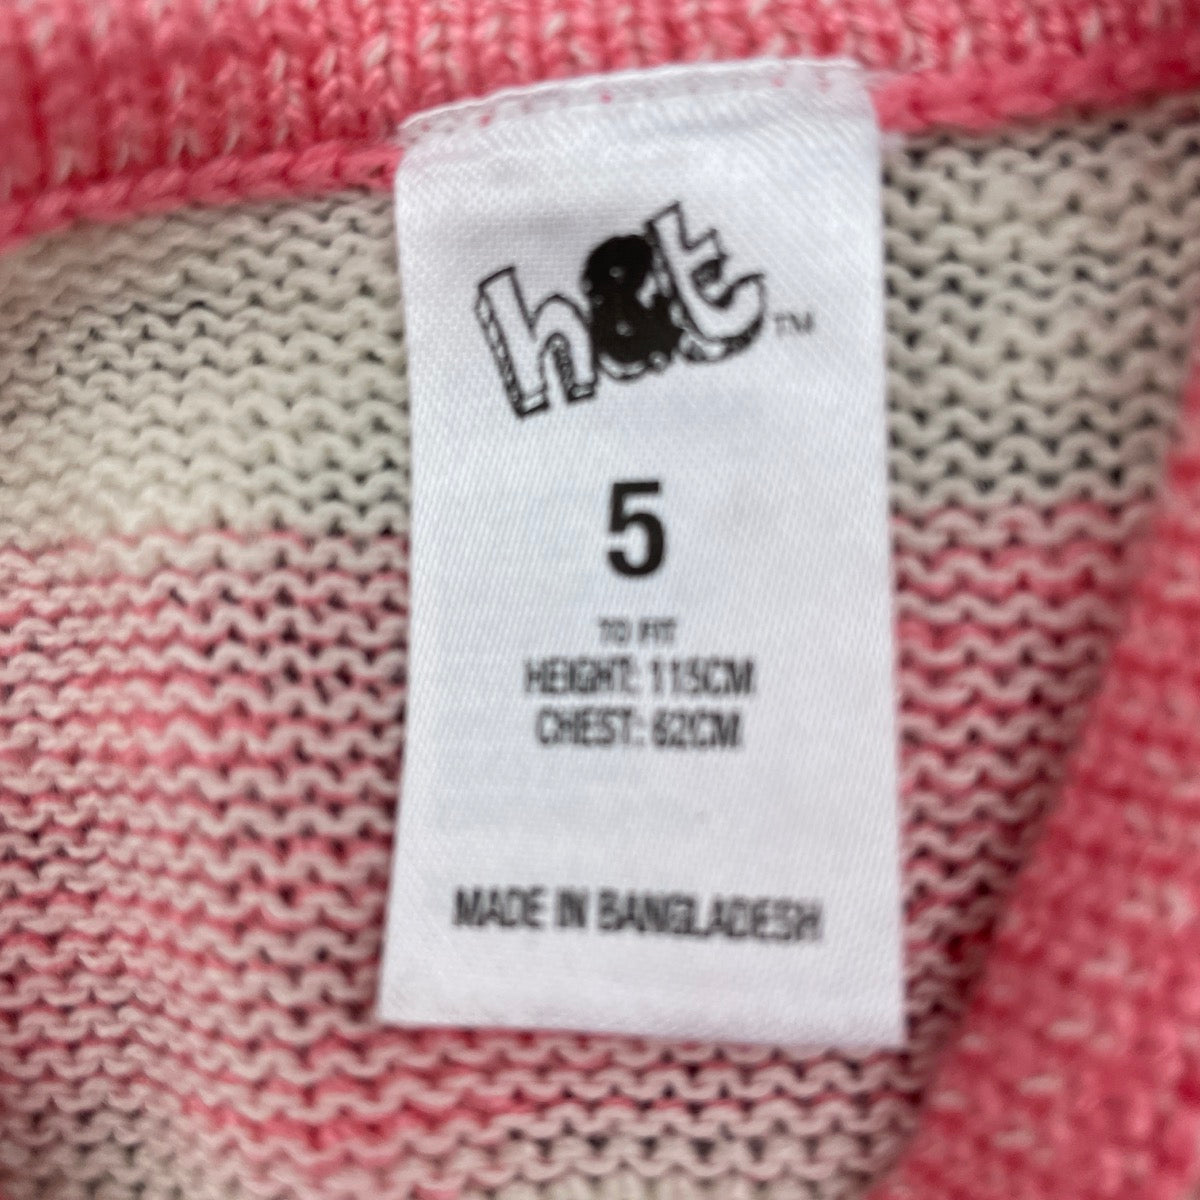 h&t™
5
TO FIT
HEIGHT: 115CM
CHEST: 62CM
MADE IN BANGLADESH